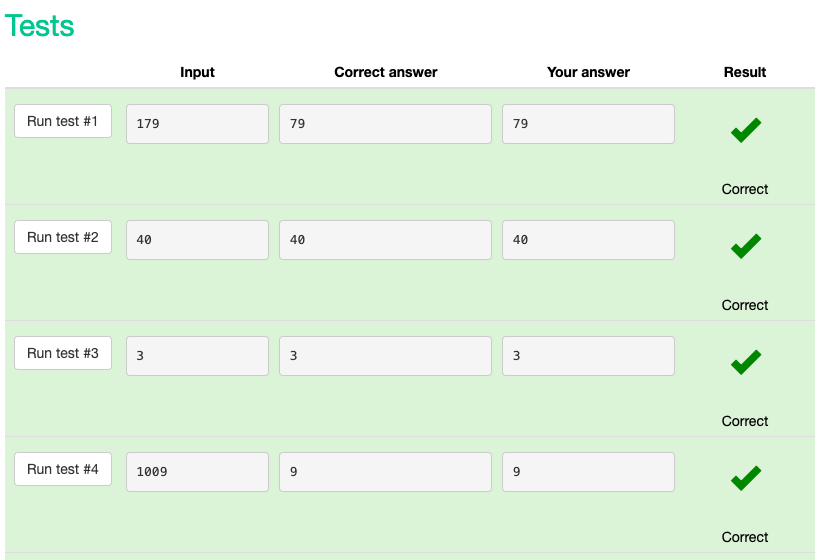 Tests
Input Correct answer Your answer Result
Run test #1 179 79 79
Correct
Run test #2 40 40 40
Correct
Run test #3 3 3 3
Correct
Run test #4 1009 9 9
Correct